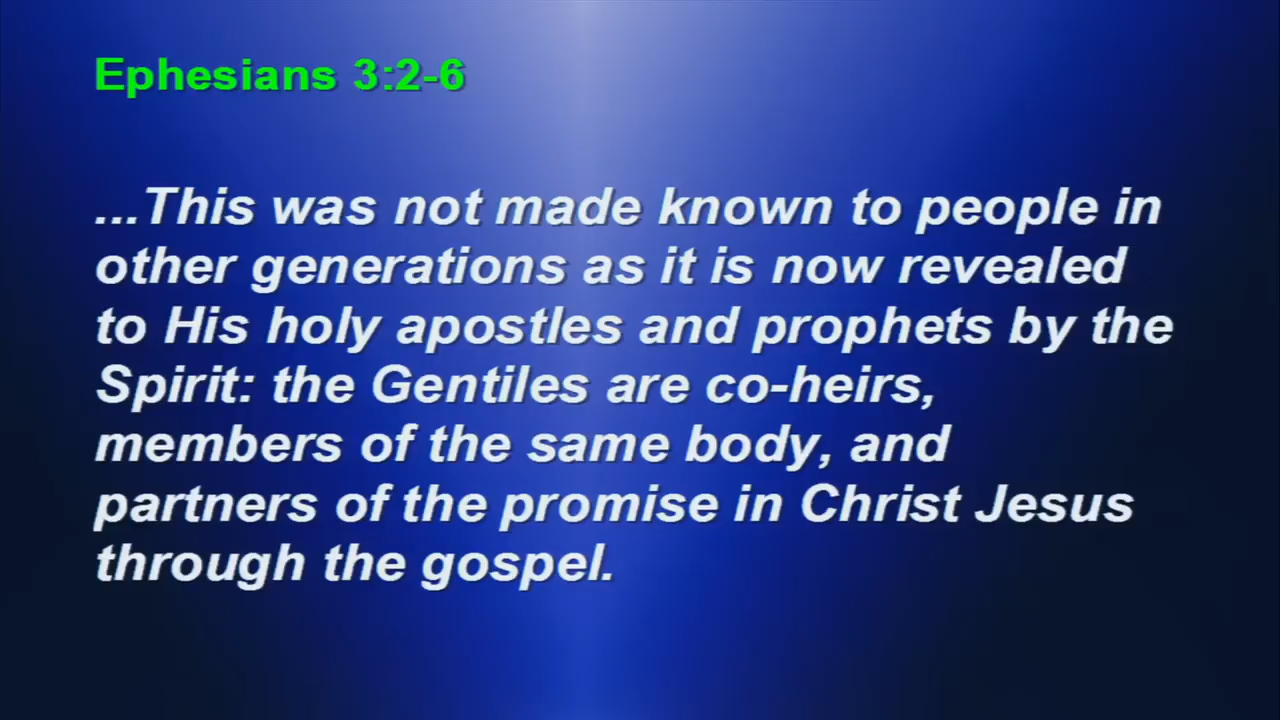 Ephesians 3:2-6
...This was not made known to people in
other generations as it is now revealed
to His holy apostles and prophets by the
Spirit: the Gentiles are co-heirs,
members of the same body, and
partners of the promise in Christ Jesus
through the gospel.